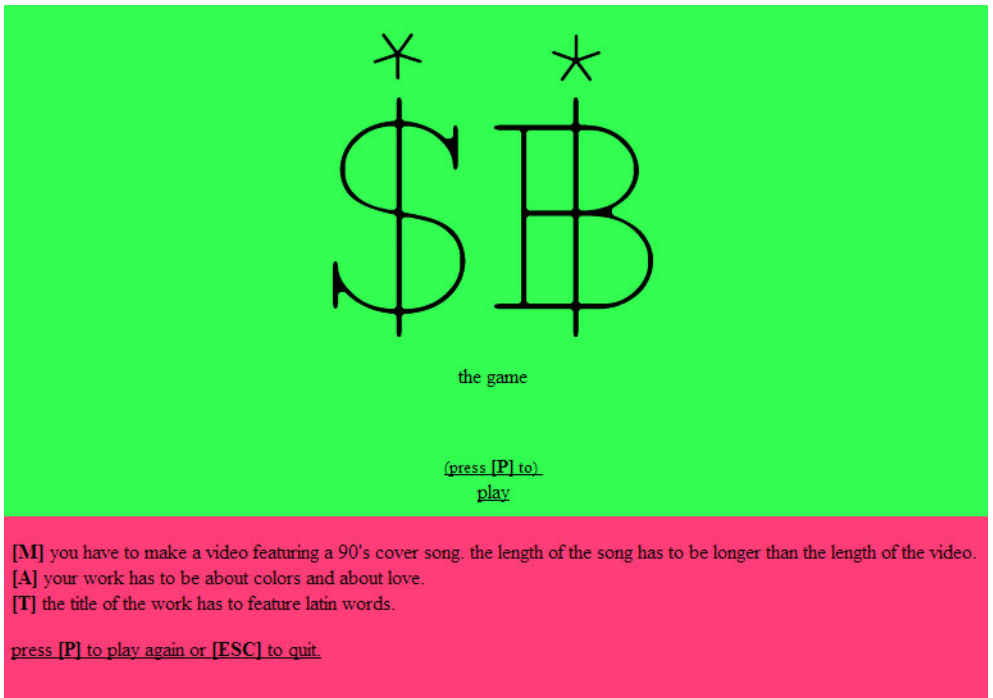 $B
the game
(press [P] to)
play
[M] you have to make a video featuring a 90's cover song. the length of the song has to be longer than the length of the video.
[A] your work has to be about colors and about love.
[T] the title of the work has to feature latin words.
press [P] to play again or [ESC] to quit.